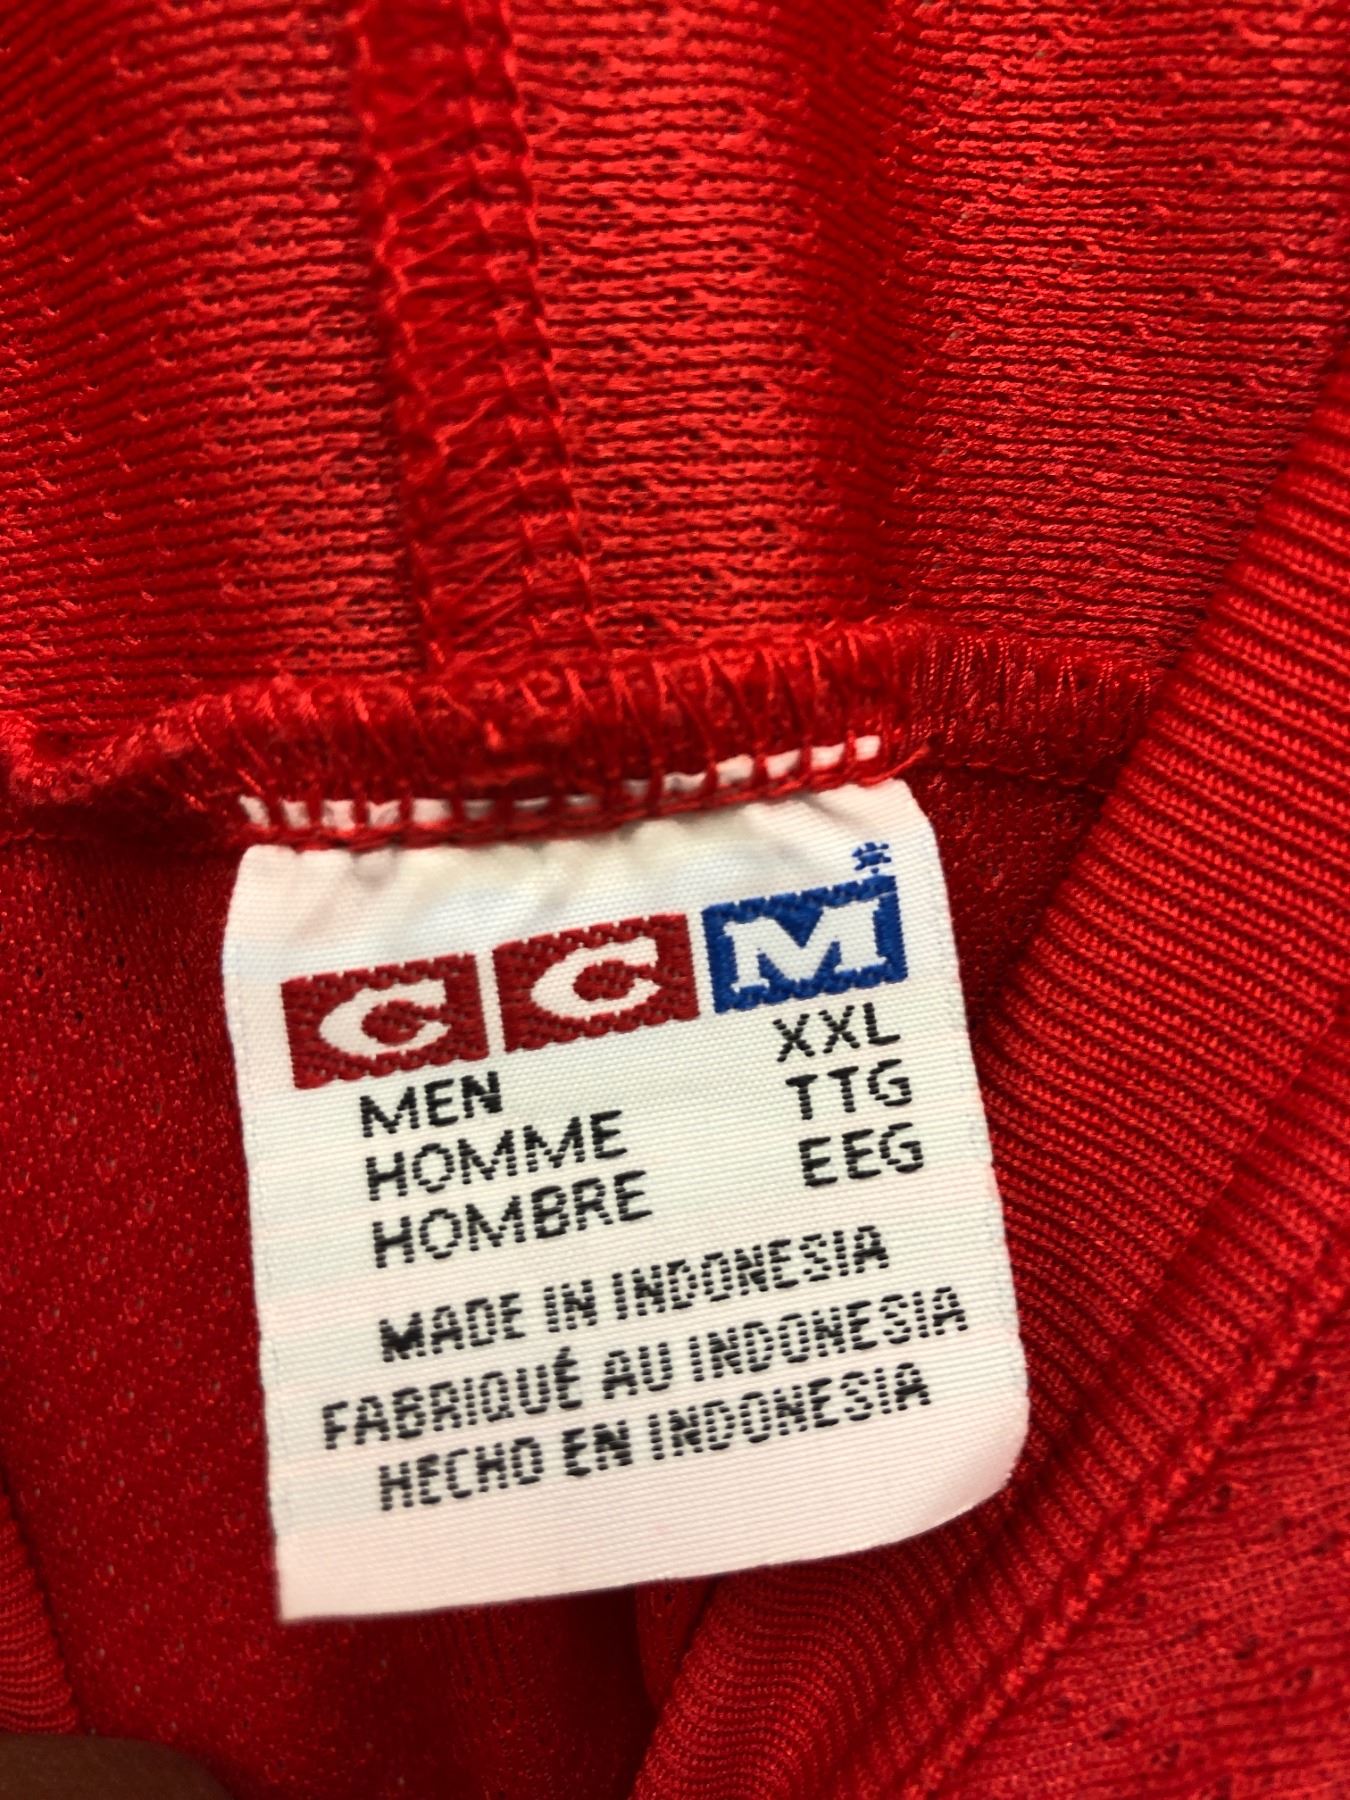 CCM
MEN XXL
HOMME TTG
HOMBRE EEG
MADE IN INDONESIA
FABRIQUÉ AU INDONESIA
HECHO EN INDONESIA